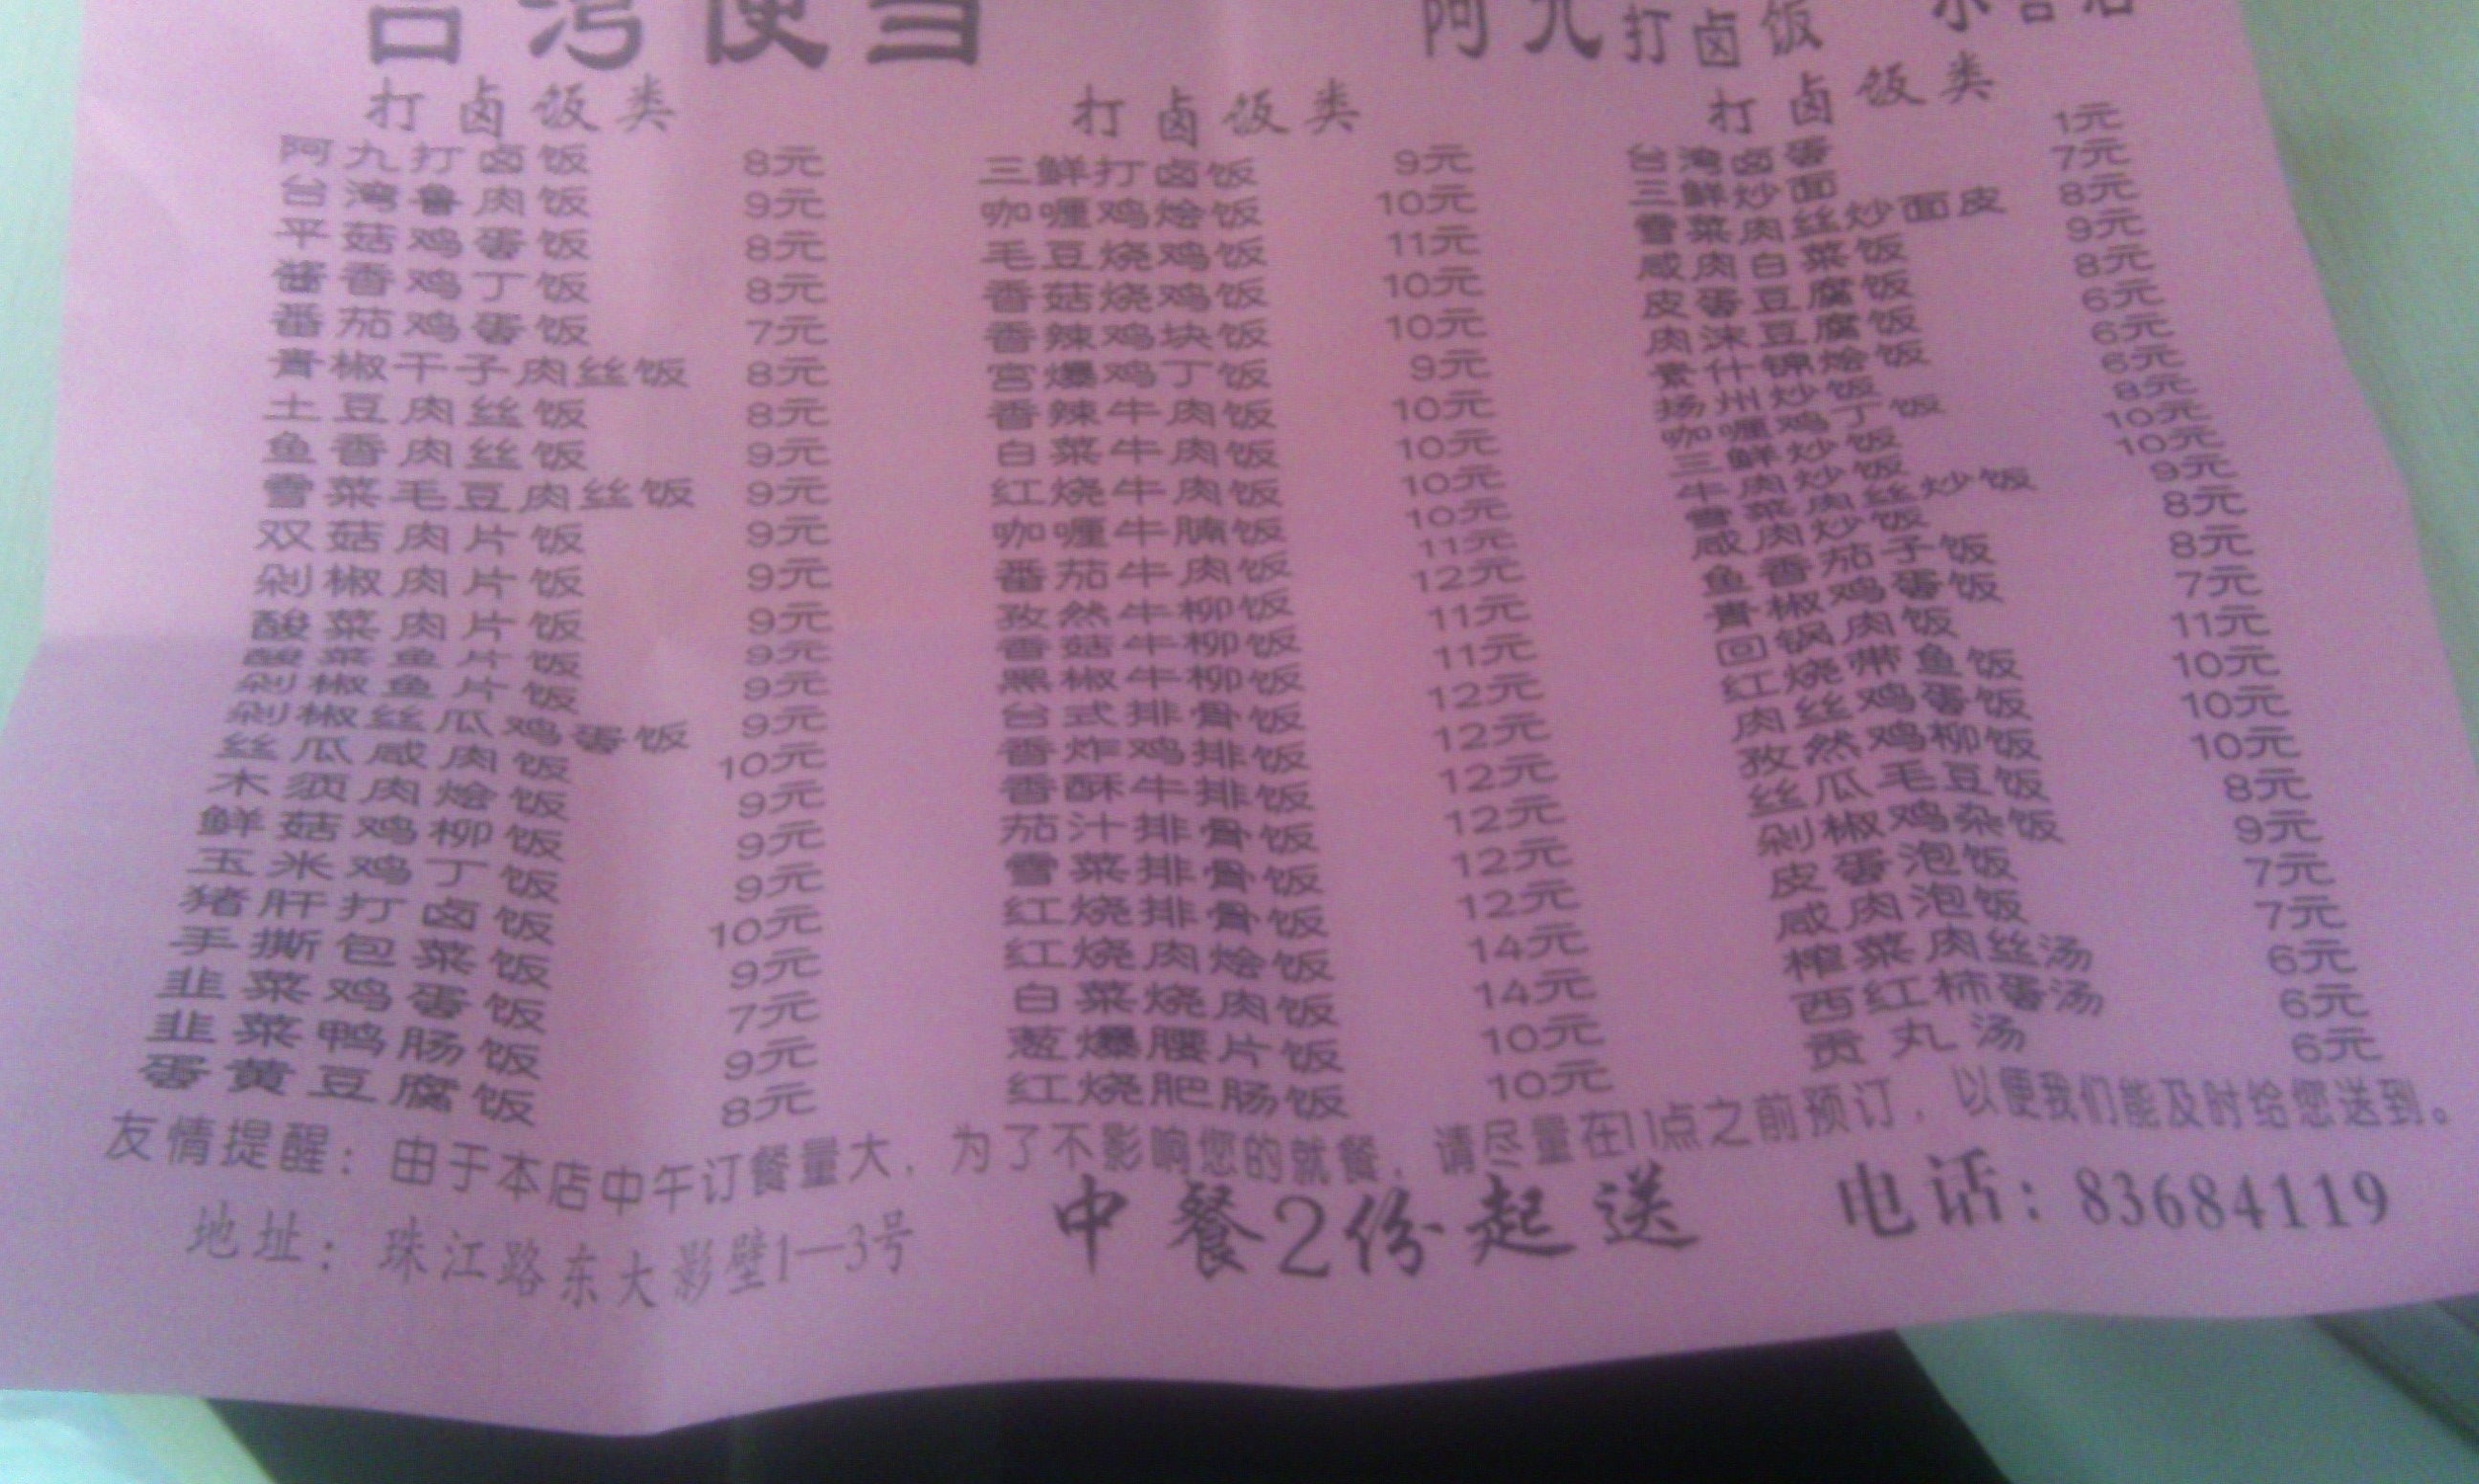 台湾便当
阿九打卤饭
打卤饭类
阿九打卤饭 8元
台湾鲁肉饭 9元
平菇鸡蛋饭 8元
酱香鸡丁饭 8元
番茄鸡蛋饭 7元
青椒干子肉丝饭 8元
土豆肉丝饭 8元
鱼香肉丝饭 9元
雪菜毛豆肉丝饭 9元
双菇肉片饭 9元
剁椒肉片饭 9元
酸菜肉片饭 9元
酸菜鱼片饭 9元
剁椒鱼片饭 9元
剁椒丝瓜鸡蛋饭 9元
丝瓜咸肉饭 10元
木须肉烩饭 9元
鲜菇鸡柳饭 9元
玉米鸡丁饭 9元
猪肝打卤饭 10元
手撕包菜饭 9元
韭菜鸡蛋饭 7元
韭菜鸭肠饭 9元
蛋黄豆腐饭 8元
打卤饭类
三鲜打卤饭 9元
咖喱鸡烩饭 10元
毛豆烧鸡饭 11元
香菇烧鸡饭 10元
香辣鸡块饭 10元
宫爆鸡丁饭 9元
香辣牛肉饭 10元
白菜牛肉饭 10元
红烧牛肉饭 10元
咖喱牛腩饭 10元
番茄牛肉饭 11元
孜然牛柳饭 12元
香菇牛柳饭 11元
黑椒牛柳饭 11元
台式排骨饭 12元
香炸鸡排饭 12元
香酥牛排饭 12元
茄汁排骨饭 12元
雪菜排骨饭 12元
红烧排骨饭 12元
红烧肉烩饭 14元
白菜烧肉饭 14元
葱爆腰片饭 10元
红烧肥肠饭 10元
打卤饭类
台湾卤蛋 1元
三鲜炒面 7元
雪菜肉丝炒面皮 8元
咸肉白菜饭 9元
皮蛋豆腐饭 8元
肉沫豆腐饭 6元
素什锦烩饭 6元
扬州炒饭 6元
咖喱鸡丁饭 8元
三鲜炒饭 10元
牛肉炒饭 10元
雪菜肉丝炒饭 9元
咸肉炒饭 8元
鱼香茄子饭 8元
青椒鸡蛋饭 7元
回锅肉饭 11元
红烧带鱼饭 10元
肉丝鸡蛋饭 10元
孜然鸡柳饭 10元
丝瓜毛豆饭 8元
剁椒鸡杂饭 9元
皮蛋泡饭 7元
咸肉泡饭 7元
榨菜肉丝汤 6元
西红柿蛋汤 6元
贡丸汤 6元
友情提醒：由于本店中午订餐量大，为了不影响您的就餐，请尽量在11点之前预订，以便我们能及时给您送到。
地址：珠江路东大影壁1—3号 中餐2份起送 电话：83684119